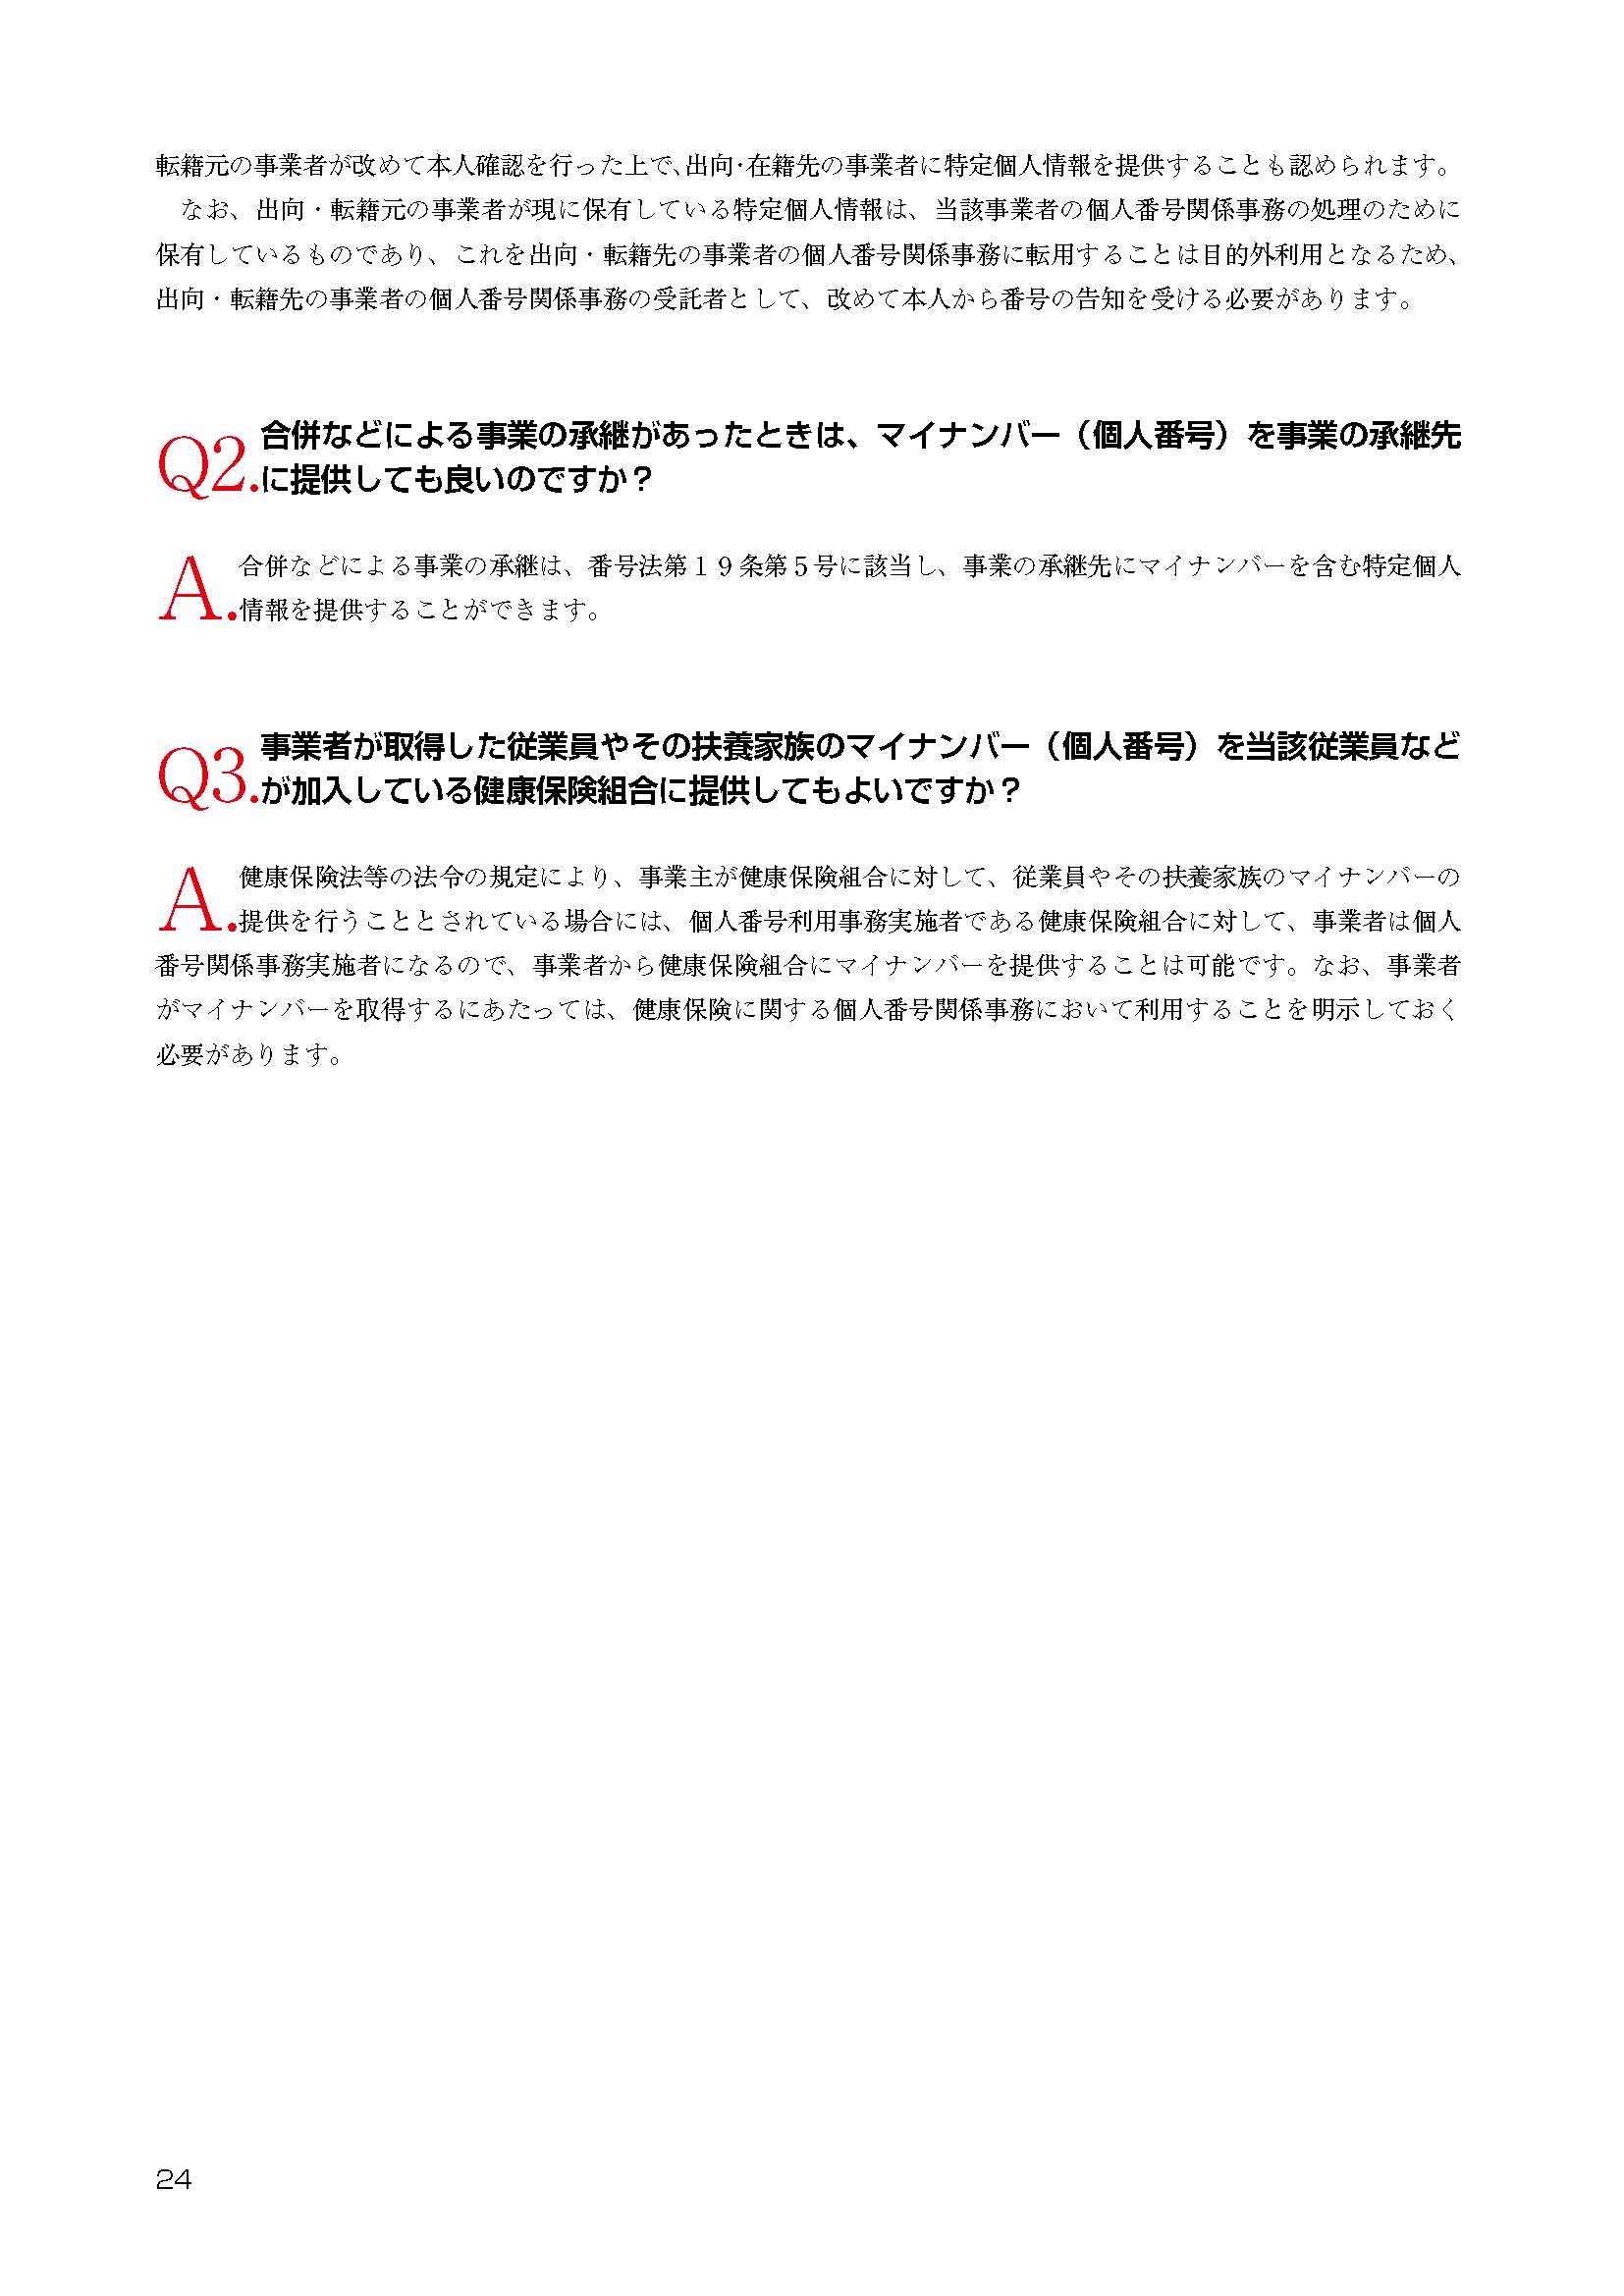 転籍元の事業者が改めて本人確認を行った上で、出向・在籍先の事業者に特定個人情報を提供することも認められます。
　なお、出向・転籍元の事業者が現に保有している特定個人情報は、当該事業者の個人番号関係事務の処理のために
保有しているものであり、これを出向・転籍先の事業者の個人番号関係事務に転用することは目的外利用となるため、
出向・転籍先の事業者の個人番号関係事務の受託者として、改めて本人から番号の告知を受ける必要があります。
Q2.合併などによる事業の承継があったときは、マイナンバー（個人番号）を事業の承継先
に提供しても良いのですか？
A.合併などによる事業の承継は、番号法第１９条第５号に該当し、事業の承継先にマイナンバーを含む特定個人
情報を提供することができます。
Q3.事業者が取得した従業員やその扶養家族のマイナンバー（個人番号）を当該従業員など
が加入している健康保険組合に提供してもよいですか？
A.健康保険法等の法令の規定により、事業主が健康保険組合に対して、従業員やその扶養家族のマイナンバーの
提供を行うこととされている場合には、個人番号利用事務実施者である健康保険組合に対して、事業者は個人
番号関係事務実施者になるので、事業者から健康保険組合にマイナンバーを提供することは可能です。なお、事業者
がマイナンバーを取得するにあたっては、健康保険に関する個人番号関係事務において利用することを明示しておく
必要があります。
24